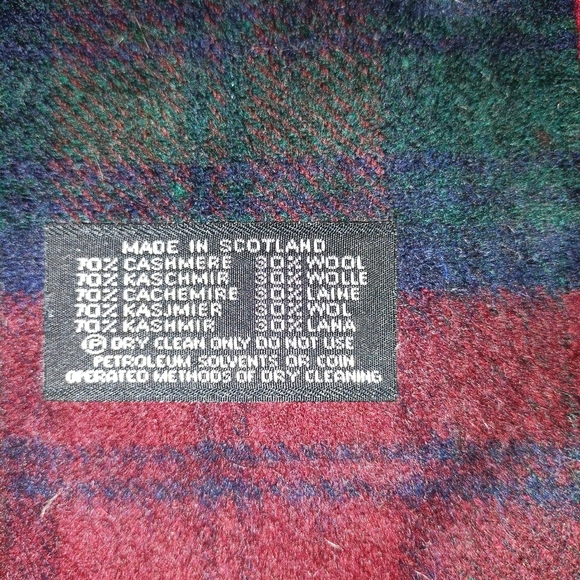 MADE IN SCOTLAND
70% CASHMERE 30% WOOL
70% KASCHMIR 30% WOLLE
70% CACHEMIRE 30% LAINE
70% KASJMIER 30% WOL
70% KASHMIR 30% LANA
Ⓟ DRY CLEAN ONLY DO NOT USE
PETROLEUM SOLVENTS OR COIN
OPERATED METHODS OF DRY CLEANING